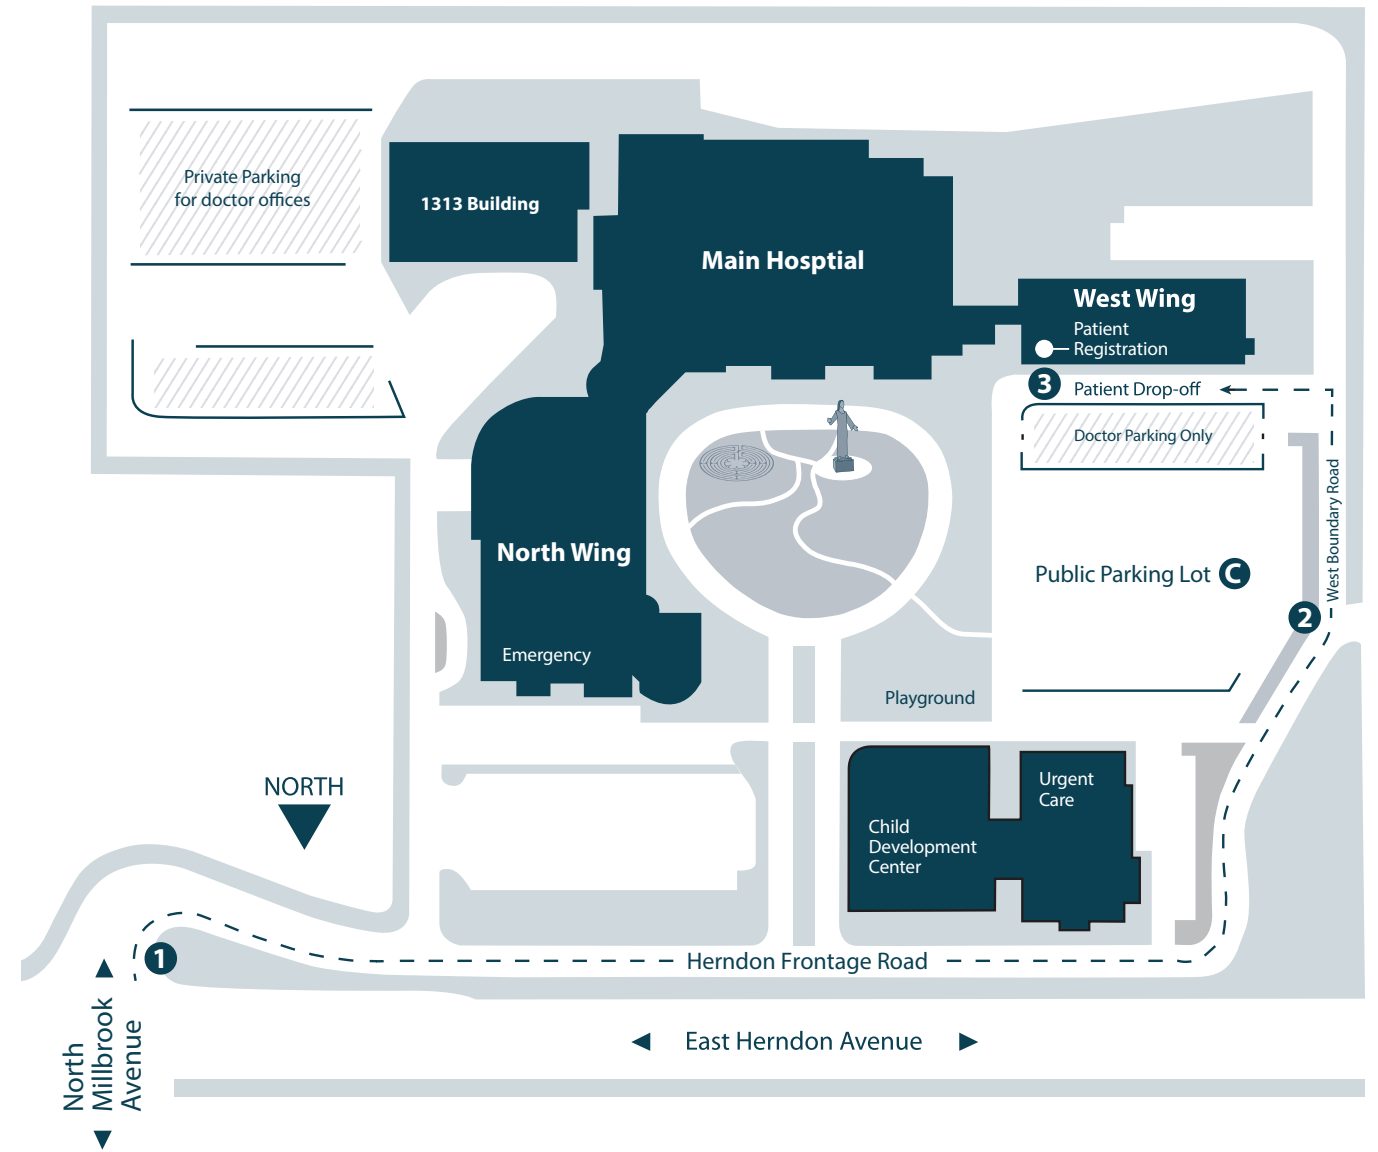 Private Parking
for doctor offices
1313 Building
Main Hosptial
West Wing
Patient
Registration
3
Patient Drop-off
Doctor Parking Only
West Boundary Road
North Wing
Public Parking Lot C
2
Emergency
Playground
NORTH
Urgent
Care
Child
Development
Center
1
Herndon Frontage Road
North
Millbrook
Avenue
East Herndon Avenue